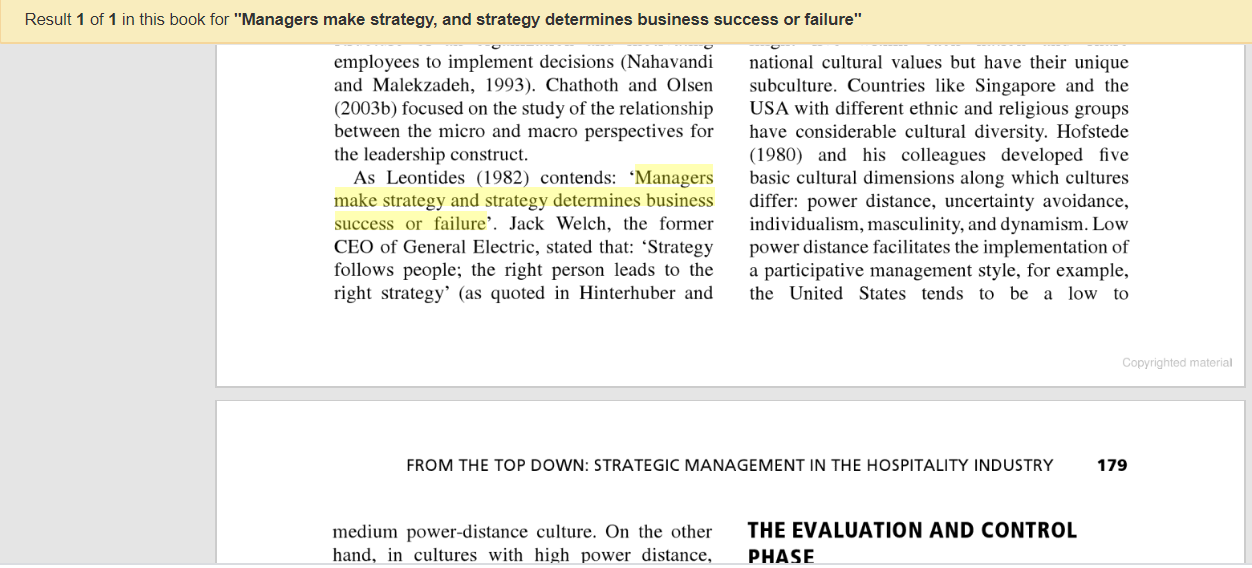 Result 1 of 1 in this book for "Managers make strategy, and strategy determines business success or failure"
employees to implement decisions (Nahavandi
and Malekzadeh, 1993). Chathoth and Olsen
(2003b) focused on the study of the relationship
between the micro and macro perspectives for
the leadership construct.
As Leontides (1982) contends: ‘Managers
make strategy and strategy determines business
success or failure’. Jack Welch, the former
CEO of General Electric, stated that: ‘Strategy
follows people; the right person leads to the
right strategy’ (as quoted in Hinterhuber and
national cultural values but have their unique
subculture. Countries like Singapore and the
USA with different ethnic and religious groups
have considerable cultural diversity. Hofstede
(1980) and his colleagues developed five
basic cultural dimensions along which cultures
differ: power distance, uncertainty avoidance,
individualism, masculinity, and dynamism. Low
power distance facilitates the implementation of
a participative management style, for example,
the United States tends to be a low to
Copyrighted material
FROM THE TOP DOWN: STRATEGIC MANAGEMENT IN THE HOSPITALITY INDUSTRY 179
medium power-distance culture. On the other
hand, in cultures with high power distance,
THE EVALUATION AND CONTROL
PHASE